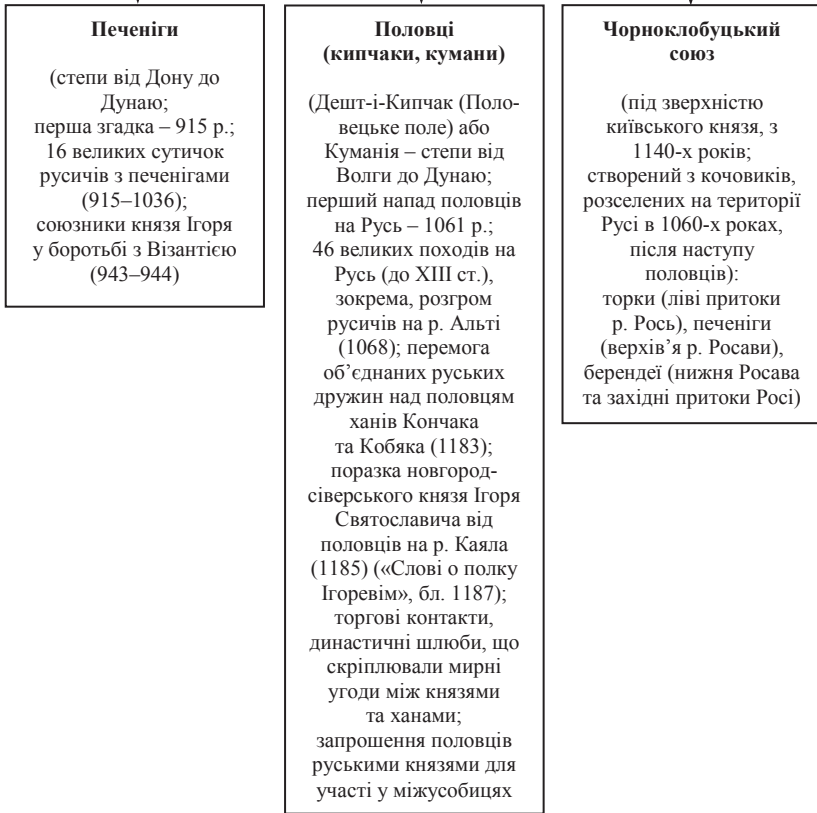 Печеніги
(степи від Дону до
Дунаю;
перша згадка – 915 р.;
16 великих сутичок
русичів з печенігами
(915–1036);
союзники князя Ігоря
у боротьбі з Візантією
(943–944)
Половці
(кипчаки, кумани)
(Дешт-і-Кипчак (Поло-
вецьке поле) або
Куманія – степи від
Волги до Дунаю;
перший напад половців
на Русь – 1061 р.;
46 великих походів на
Русь (до XIII ст.),
зокрема, розгром
русичів на р. Альті
(1068); перемога
об’єднаних руських
дружин над половцям
ханів Кончака
та Кобяка (1183);
поразка новгород-
сіверського князя Ігоря
Святославича від
половців на р. Каяла
(1185) («Слові о полку
Ігоревім», бл. 1187);
торгові контакти,
династичні шлюби, що
скріплювали мирні
угоди між князями
та ханами;
запрошення половців
руськими князями для
участі у міжусобицях
Чорноклобуцький
союз
(під зверхністю
київського князя, з
1140-х років;
створений з кочовиків,
розселених на території
Русі в 1060-х роках,
після наступу
половців):
торки (ліві притоки
р. Рось), печеніги
(верхів’я р. Росави),
берендеї (нижня Росава
та західні притоки Росі)